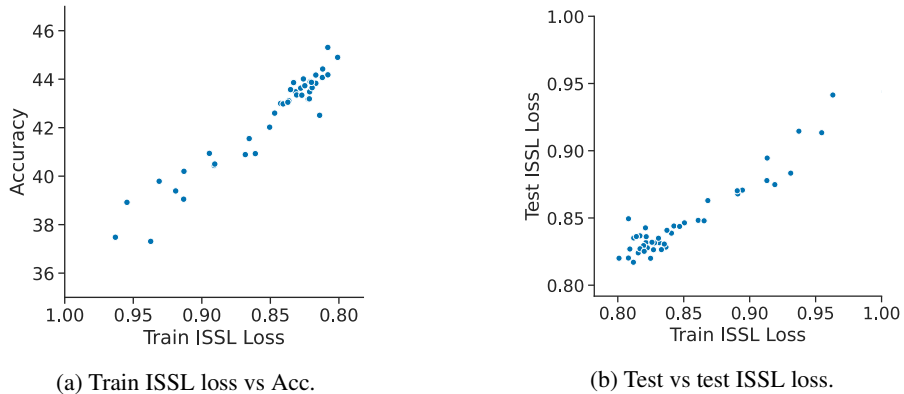 46
44
42
40
38
36
Accuracy
1.00 0.95 0.90 0.85 0.80
Train ISSL Loss
(a) Train ISSL loss vs Acc.
1.00
0.95
0.90
0.85
0.80
Test ISSL Loss
0.80 0.85 0.90 0.95 1.00
Train ISSL Loss
(b) Test vs test ISSL loss.